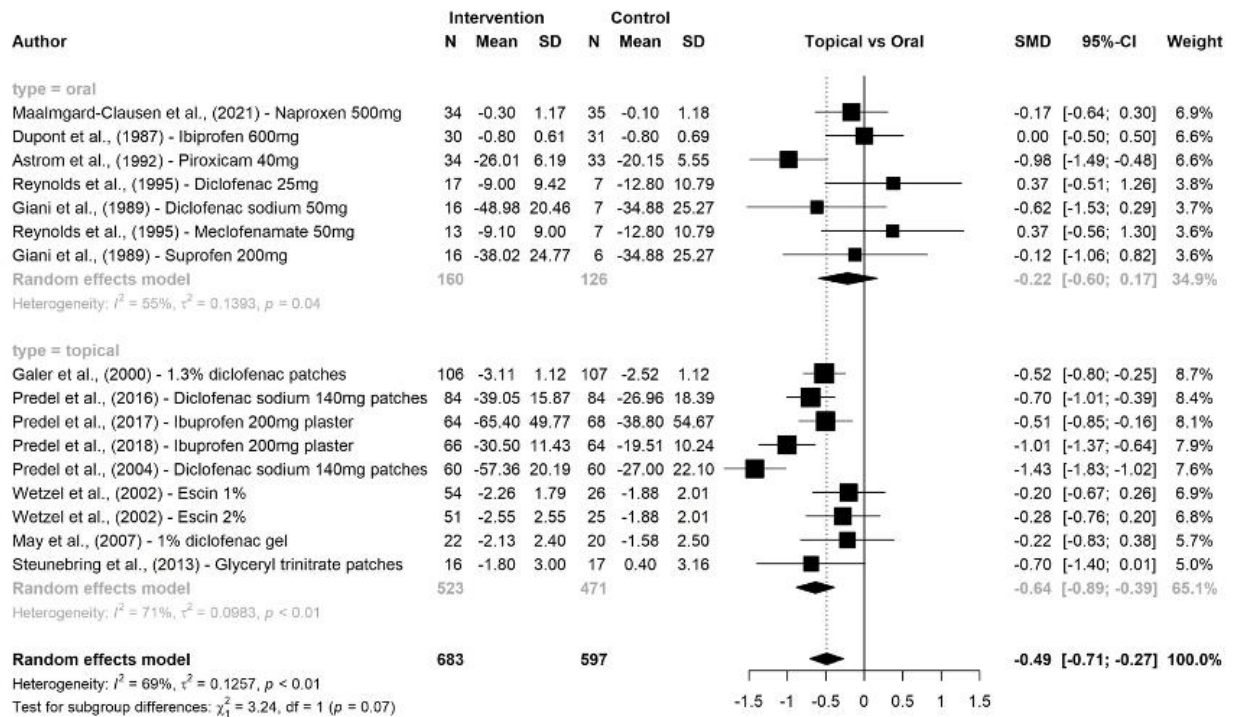 Intervention Control
Author N Mean SD N Mean SD Topical vs Oral SMD 95%-CI Weight
type = oral
Maalmgard-Clausen et al., (2021) - Naproxen 500mg 34 -0.30 1.17 35 -0.10 1.18 -0.17 [-0.64; 0.30] 6.9%
Dupont et al., (1987) - Ibiprofen 600mg 30 -0.80 0.61 31 -0.80 0.69 0.00 [-0.50; 0.50] 6.6%
Astrom et al., (1992) - Piroxicam 40mg 34 -26.01 6.19 33 -20.15 5.55 -0.98 [-1.49; -0.48] 6.6%
Reynolds et al., (1995) - Diclofenac 25mg 17 -9.00 9.42 7 -12.80 10.79 0.37 [-0.51; 1.26] 3.8%
Giani et al., (1989) - Diclofenac sodium 50mg 16 -48.98 20.46 7 -34.88 25.27 -0.62 [-1.53; 0.29] 3.7%
Reynolds et al., (1995) - Meclofenamate 50mg 13 -9.10 9.00 7 -12.80 10.79 0.37 [-0.56; 1.30] 3.6%
Giani et al., (1989) - Suprofen 200mg 16 -38.02 24.77 6 -34.88 25.27 -0.12 [-1.06; 0.82] 3.6%
Random effects model 160 126 -0.22 [-0.60; 0.17] 34.9%
Heterogeneity: I² = 55%, τ² = 0.1393, p = 0.04
type = topical
Galer et al., (2000) - 1.3% diclofenac patches 106 -3.11 1.12 107 -2.52 1.12 -0.52 [-0.80; -0.25] 8.7%
Predel et al., (2016) - Diclofenac sodium 140mg patches 84 -39.05 15.87 84 -26.96 18.39 -0.70 [-1.01; -0.39] 8.4%
Predel et al., (2017) - Ibuprofen 200mg plaster 64 -65.40 49.77 68 -38.80 54.67 -0.51 [-0.85; -0.16] 8.1%
Predel et al., (2018) - Ibuprofen 200mg plaster 66 -30.50 11.43 64 -19.51 10.24 -1.01 [-1.37; -0.64] 7.9%
Predel et al., (2004) - Diclofenac sodium 140mg patches 60 -57.36 20.19 60 -27.00 22.10 -1.43 [-1.83; -1.02] 7.6%
Wetzel et al., (2002) - Escin 1% 54 -2.26 1.79 26 -1.88 2.01 -0.20 [-0.67; 0.26] 6.9%
Wetzel et al., (2002) - Escin 2% 51 -2.55 2.55 25 -1.88 2.01 -0.28 [-0.76; 0.20] 6.8%
May et al., (2007) - 1% diclofenac gel 22 -2.13 2.40 20 -1.58 2.50 -0.22 [-0.83; 0.38] 5.7%
Steunebring et al., (2013) - Glyceryl trinitrate patches 16 -1.80 3.00 17 0.40 3.16 -0.70 [-1.40; 0.01] 5.0%
Random effects model 523 471 -0.64 [-0.89; -0.39] 65.1%
Heterogeneity: I² = 71%, τ² = 0.0983, p < 0.01
Random effects model 683 597 -0.49 [-0.71; -0.27] 100.0%
Heterogeneity: I² = 69%, τ² = 0.1257, p < 0.01
Test for subgroup differences: χ²₁ = 3.24, df = 1 (p = 0.07)
-1.5 -1 -0.5 0 0.5 1 1.5